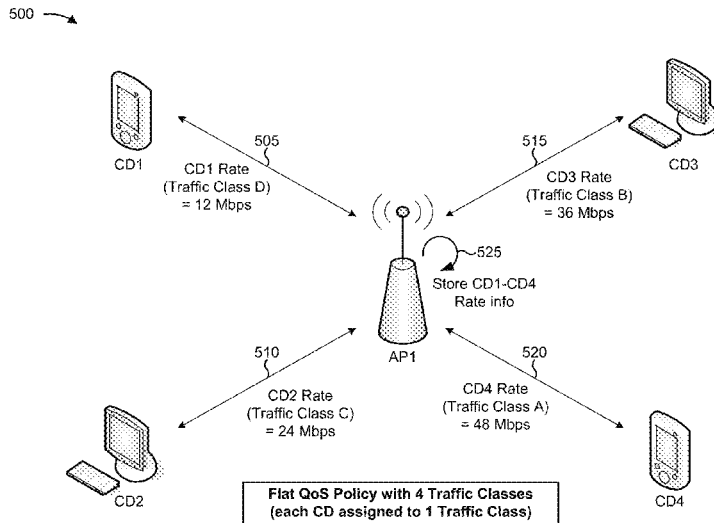 500
CD1
505
CD1 Rate
(Traffic Class D)
= 12 Mbps
515
CD3 Rate
(Traffic Class B)
= 36 Mbps
CD3
525
Store CD1-CD4
Rate info
AP1
510
CD2 Rate
(Traffic Class C)
= 24 Mbps
CD2
520
CD4 Rate
(Traffic Class A)
= 48 Mbps
CD4
Flat QoS Policy with 4 Traffic Classes
(each CD assigned to 1 Traffic Class)